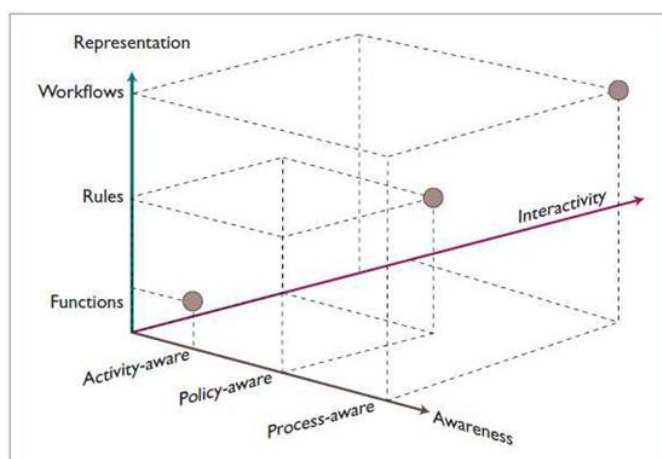 Representation
Workflows
Rules
Interactivity
Functions
Activity-aware
Policy-aware
Process-aware
Awareness